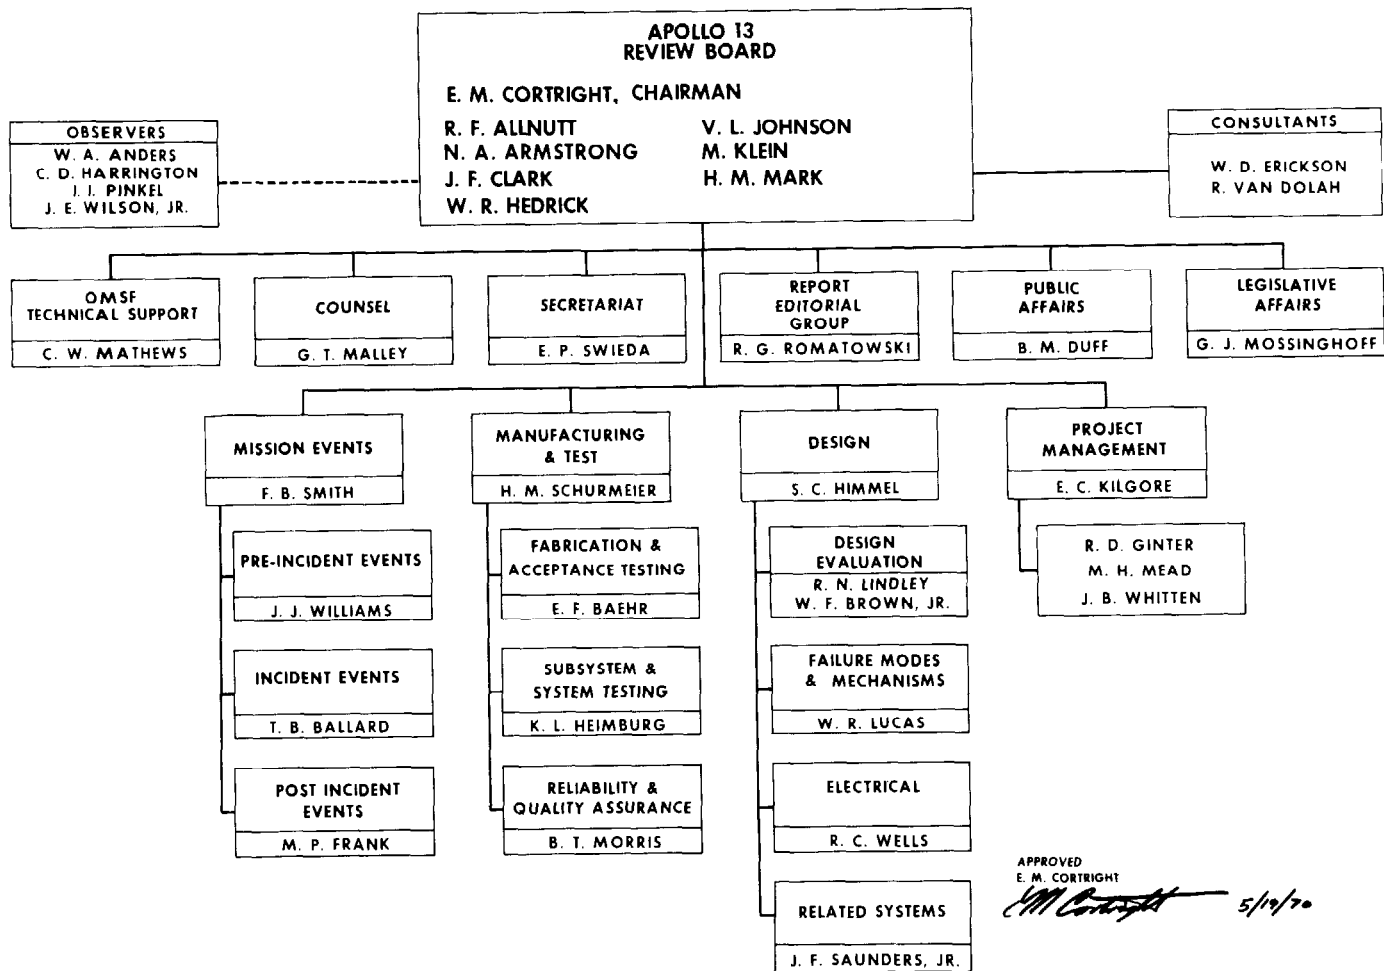 APOLLO 13
REVIEW BOARD
E. M. CORTRIGHT, CHAIRMAN
R. F. ALLNUTT
N. A. ARMSTRONG
J. F. CLARK
W. R. HEDRICK
V. L. JOHNSON
M. KLEIN
H. M. MARK
OBSERVERS
W. A. ANDERS
C. D. HARRINGTON
J. J. PINKEL
J. E. WILSON, JR.
CONSULTANTS
W. D. ERICKSON
R. VAN DOLAH
OMSF
TECHNICAL SUPPORT
C. W. MATHEWS
COUNSEL
G. T. MALLEY
SECRETARIAT
E. P. SWIEDA
REPORT
EDITORIAL
GROUP
R. G. ROMATOWSKI
PUBLIC
AFFAIRS
B. M. DUFF
LEGISLATIVE
AFFAIRS
G. J. MOSSINGHOFF
MISSION EVENTS
F. B. SMITH
PRE-INCIDENT EVENTS
J. J. WILLIAMS
INCIDENT EVENTS
T. B. BALLARD
POST INCIDENT
EVENTS
M. P. FRANK
MANUFACTURING
& TEST
H. M. SCHURMEIER
FABRICATION &
ACCEPTANCE TESTING
E. F. BAEHR
SUBSYSTEM &
SYSTEM TESTING
K. L. HEIMBURG
RELIABILITY &
QUALITY ASSURANCE
B. T. MORRIS
DESIGN
S. C. HIMMEL
DESIGN
EVALUATION
R. N. LINDLEY
W. F. BROWN, JR.
FAILURE MODES
& MECHANISMS
W. R. LUCAS
ELECTRICAL
R. C. WELLS
RELATED SYSTEMS
J. F. SAUNDERS, JR.
PROJECT
MANAGEMENT
E. C. KILGORE
R. D. GINTER
M. H. MEAD
J. B. WHITTEN
APPROVED
E. M. CORTRIGHT
EM Cortright 5/19/70